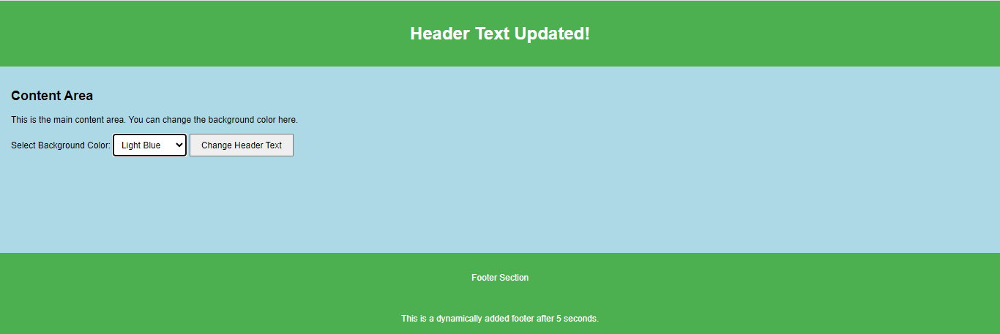 Header Text Updated!
Content Area
This is the main content area. You can change the background color here.
Select Background Color: Light Blue Change Header Text
Footer Section
This is a dynamically added footer after 5 seconds.